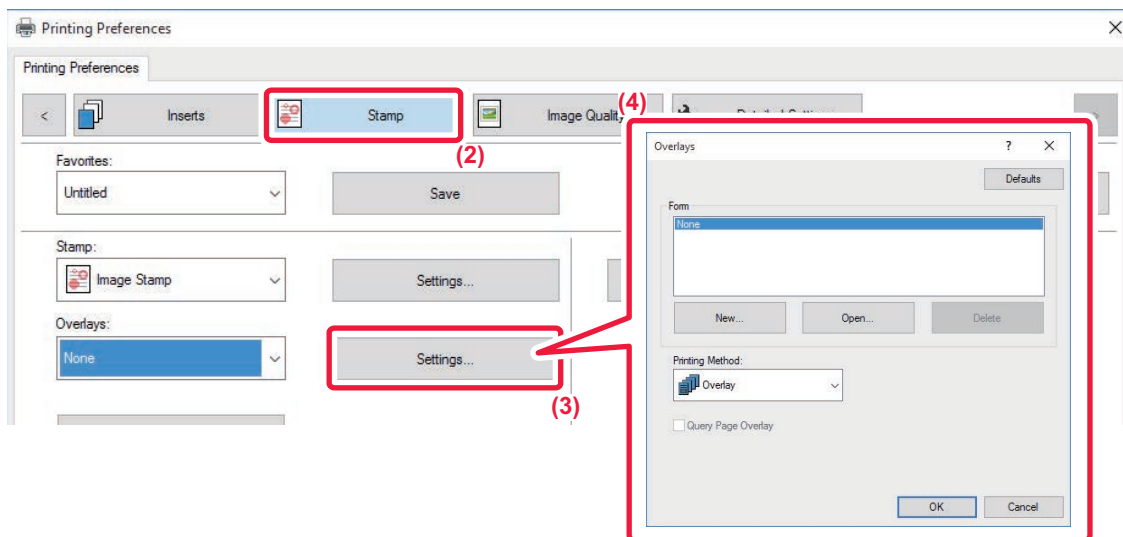 Printing Preferences
Printing Preferences
<
Inserts
Stamp
Image Quality
(2)
Favorites:
Untitled
Save
Stamp:
Image Stamp
Settings...
Overlays:
None
Settings...
(3)
(4)
Overlays
?
Defaults
Form
None
New...
Open...
Delete
Printing Method:
Overlay
Query Page Overlay
OK
Cancel